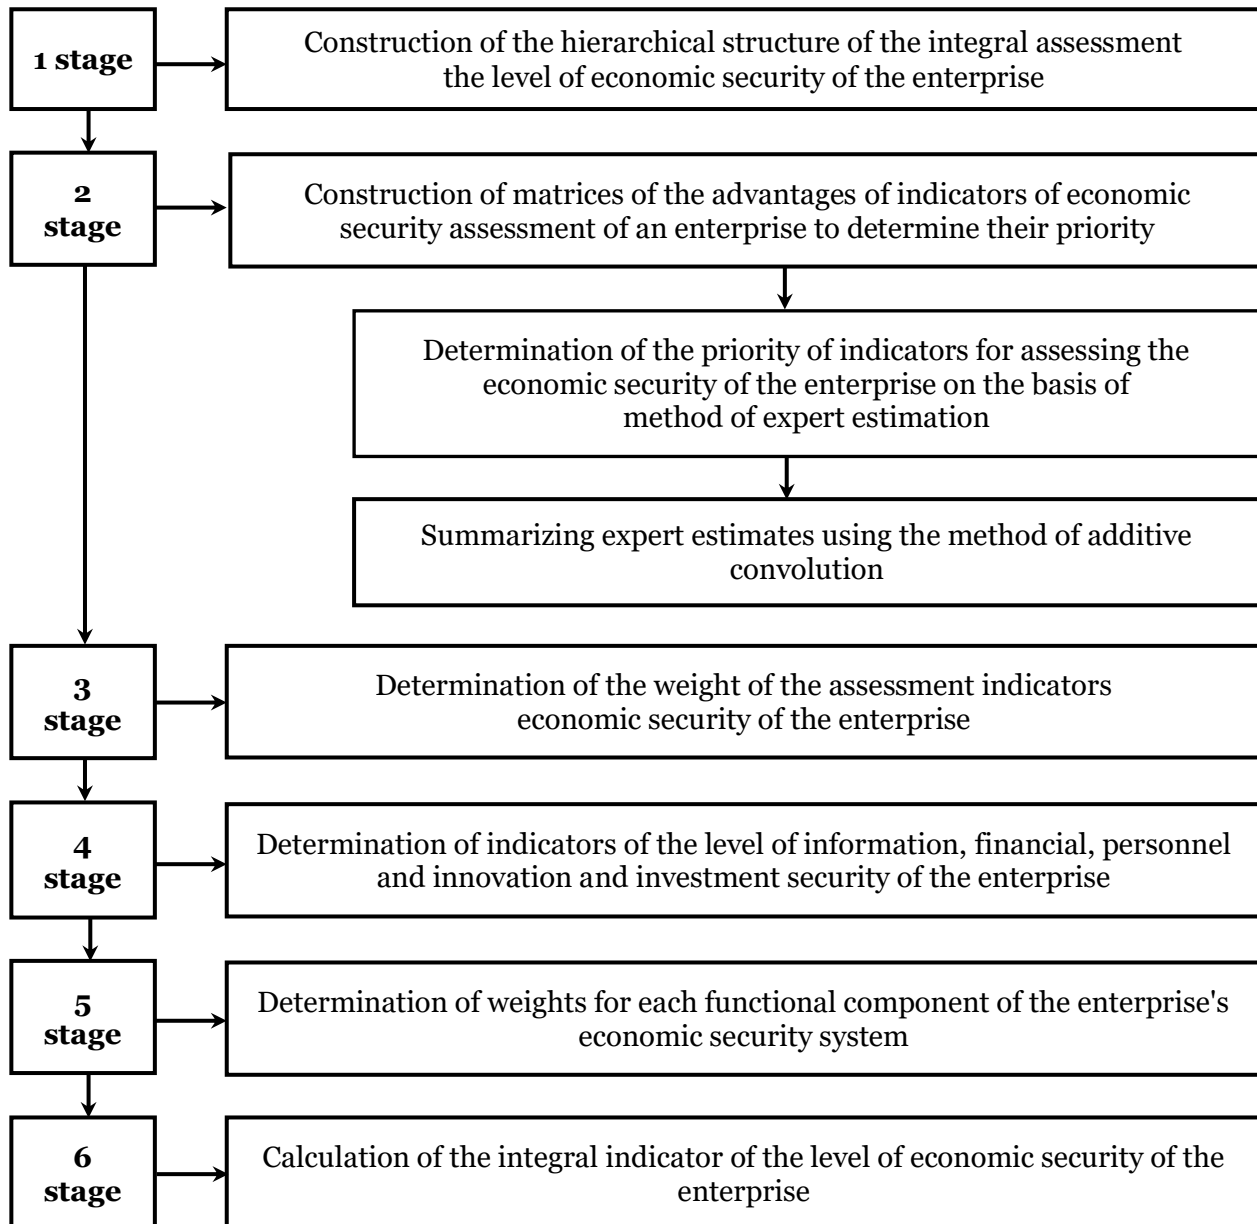 1 stage
Construction of the hierarchical structure of the integral assessment
the level of economic security of the enterprise
2
stage
Construction of matrices of the advantages of indicators of economic
security assessment of an enterprise to determine their priority
Determination of the priority of indicators for assessing the
economic security of the enterprise on the basis of
method of expert estimation
Summarizing expert estimates using the method of additive
convolution
3
stage
Determination of the weight of the assessment indicators
economic security of the enterprise
4
stage
Determination of indicators of the level of information, financial, personnel
and innovation and investment security of the enterprise
5
stage
Determination of weights for each functional component of the enterprise's
economic security system
6
stage
Calculation of the integral indicator of the level of economic security of the
enterprise